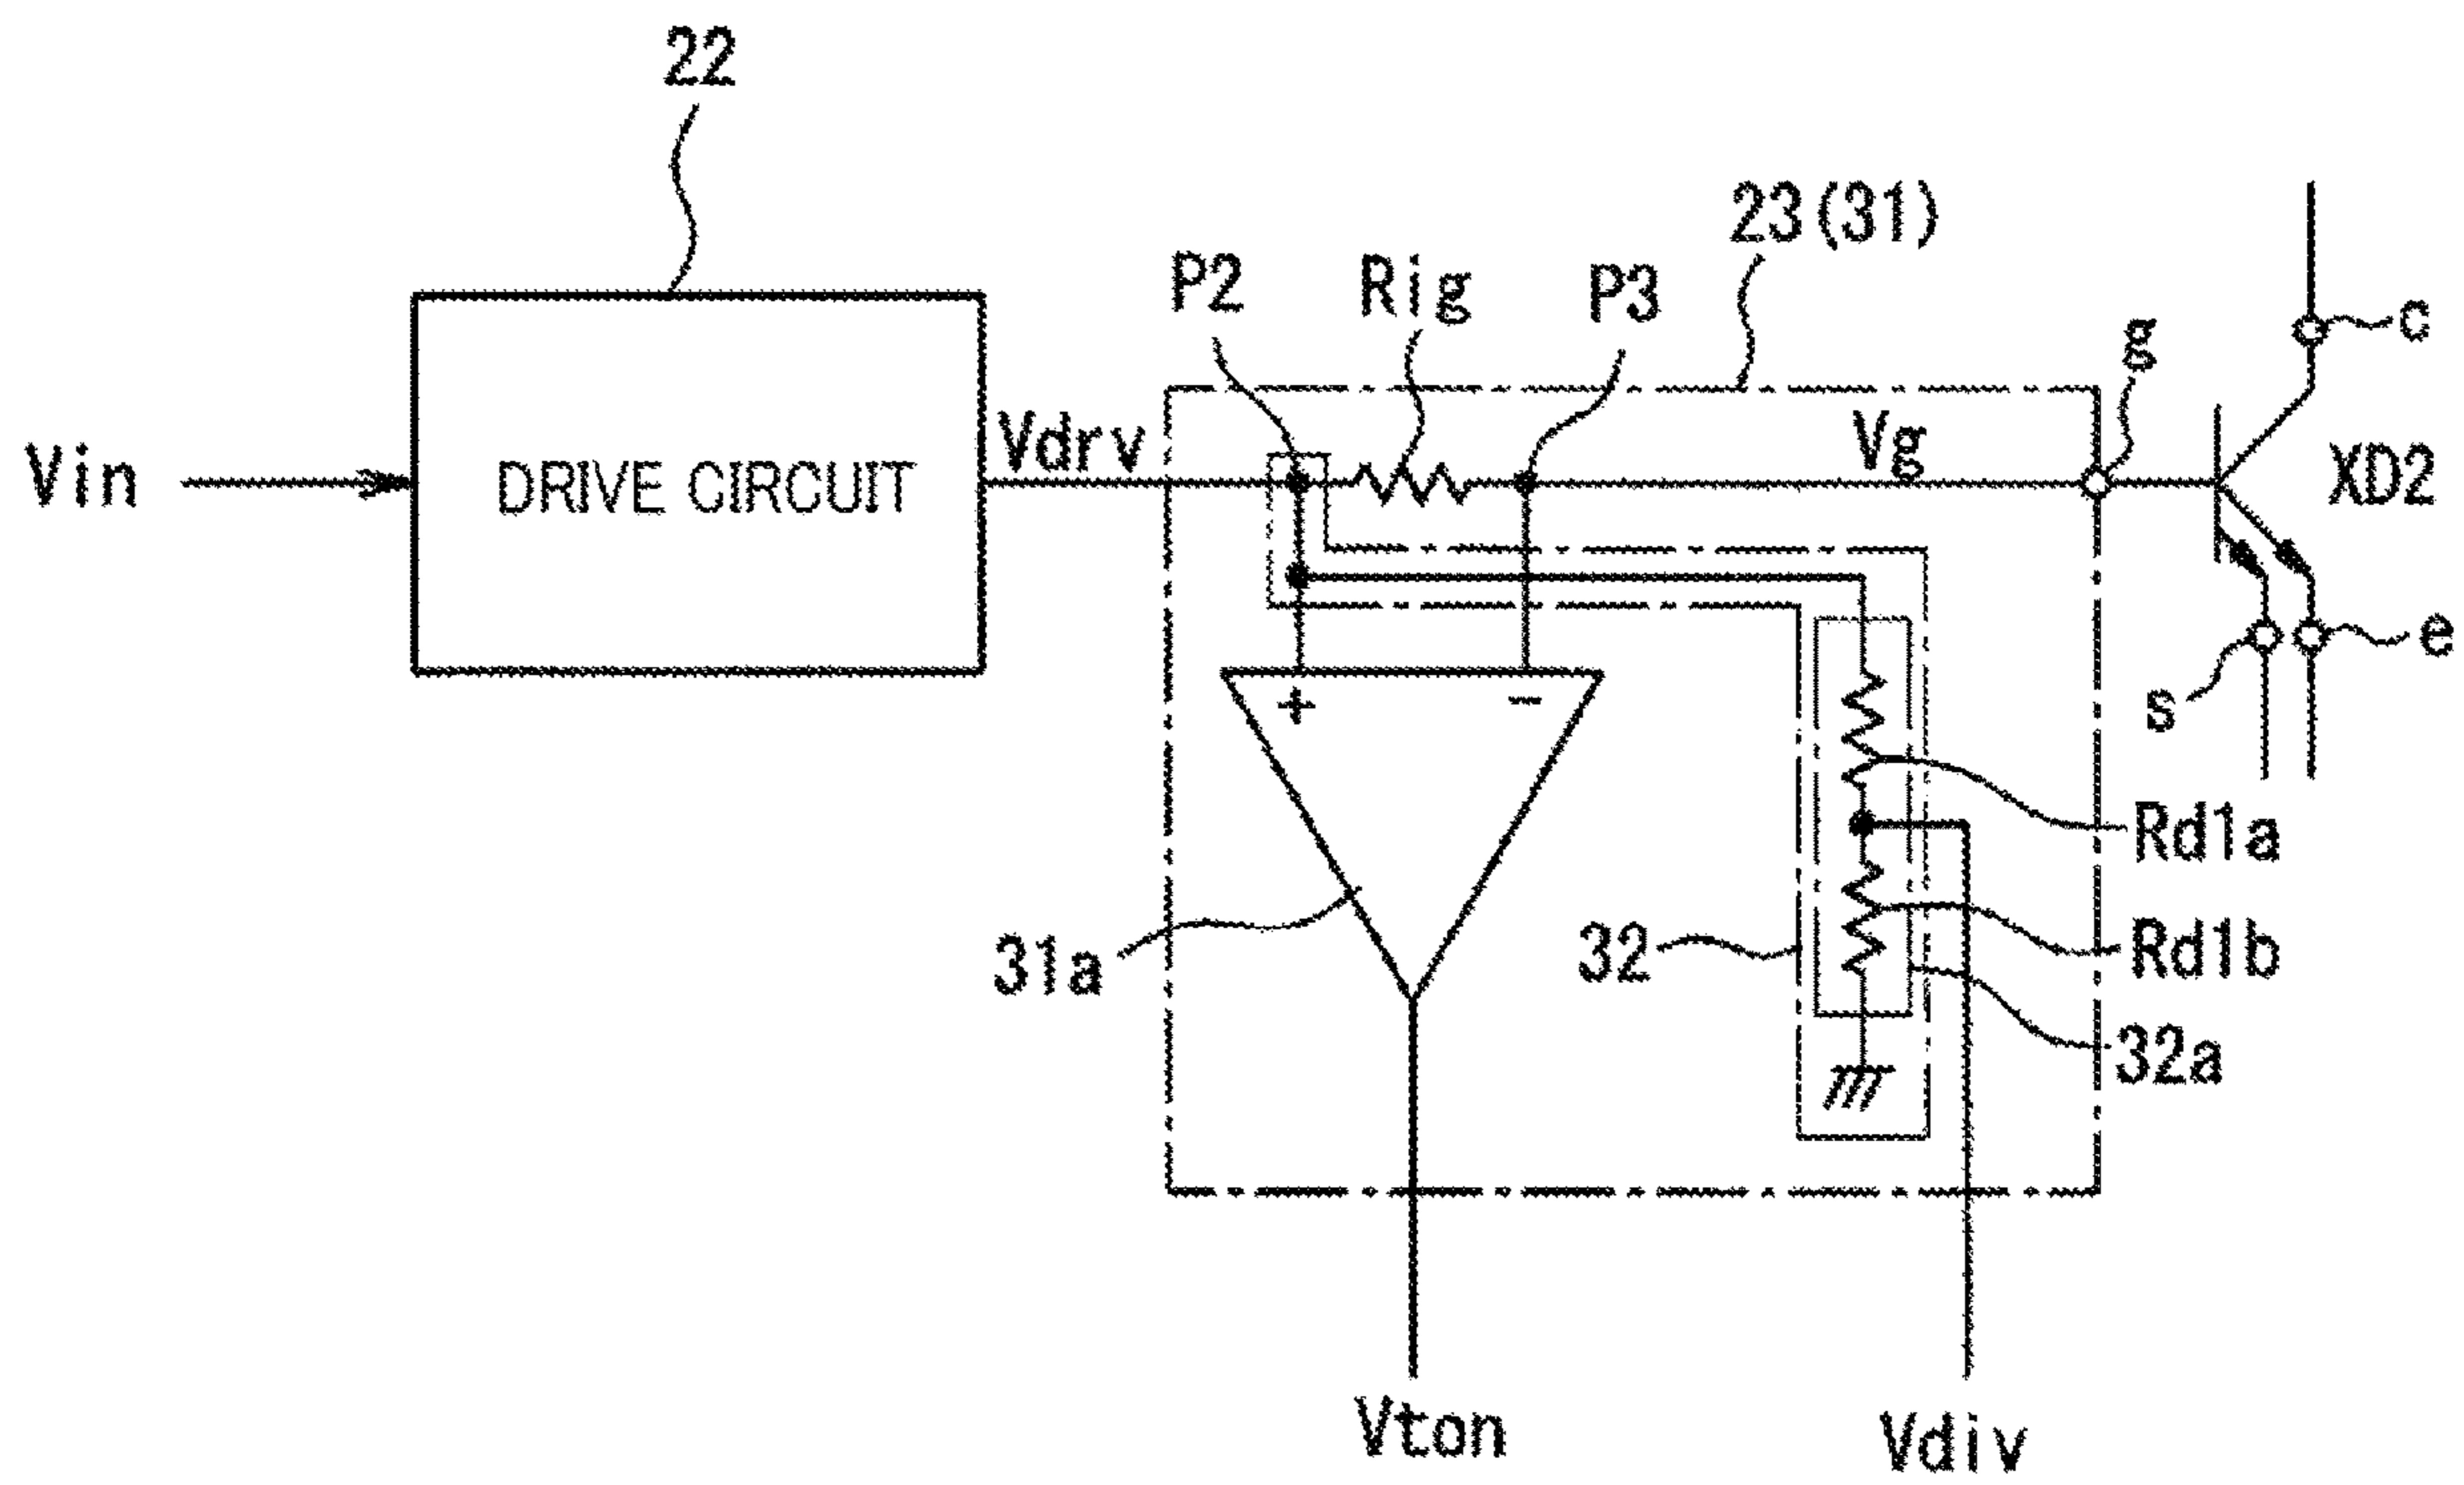 22
23(31)
P2
Rig
P3
g
c
Vin
DRIVE CIRCUIT
Vdrv
Vg
XD2
+
-
s
e
Rd1a
31a
32
Rd1b
32a
Vton
Vdiv